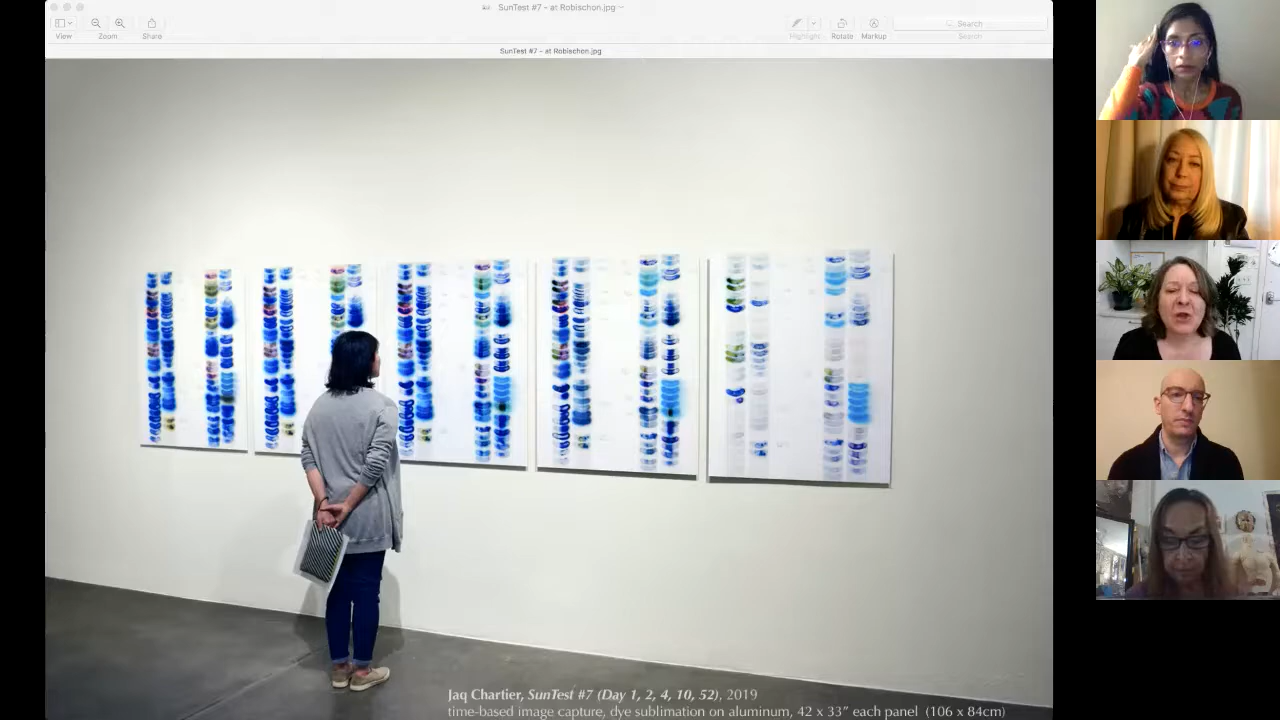 SunTest #7 - at Robischon.jpg
View
Zoom
Share
Highlight
Rotate
Markup
Search
Search
SunTest #7 - at Robischon.jpg
Jaq Chartier, SunTest #7 (Day 1, 2, 4, 10, 52), 2019
time-based image capture, dye sublimation on aluminum, 42 x 33” each panel (106 x 84cm)